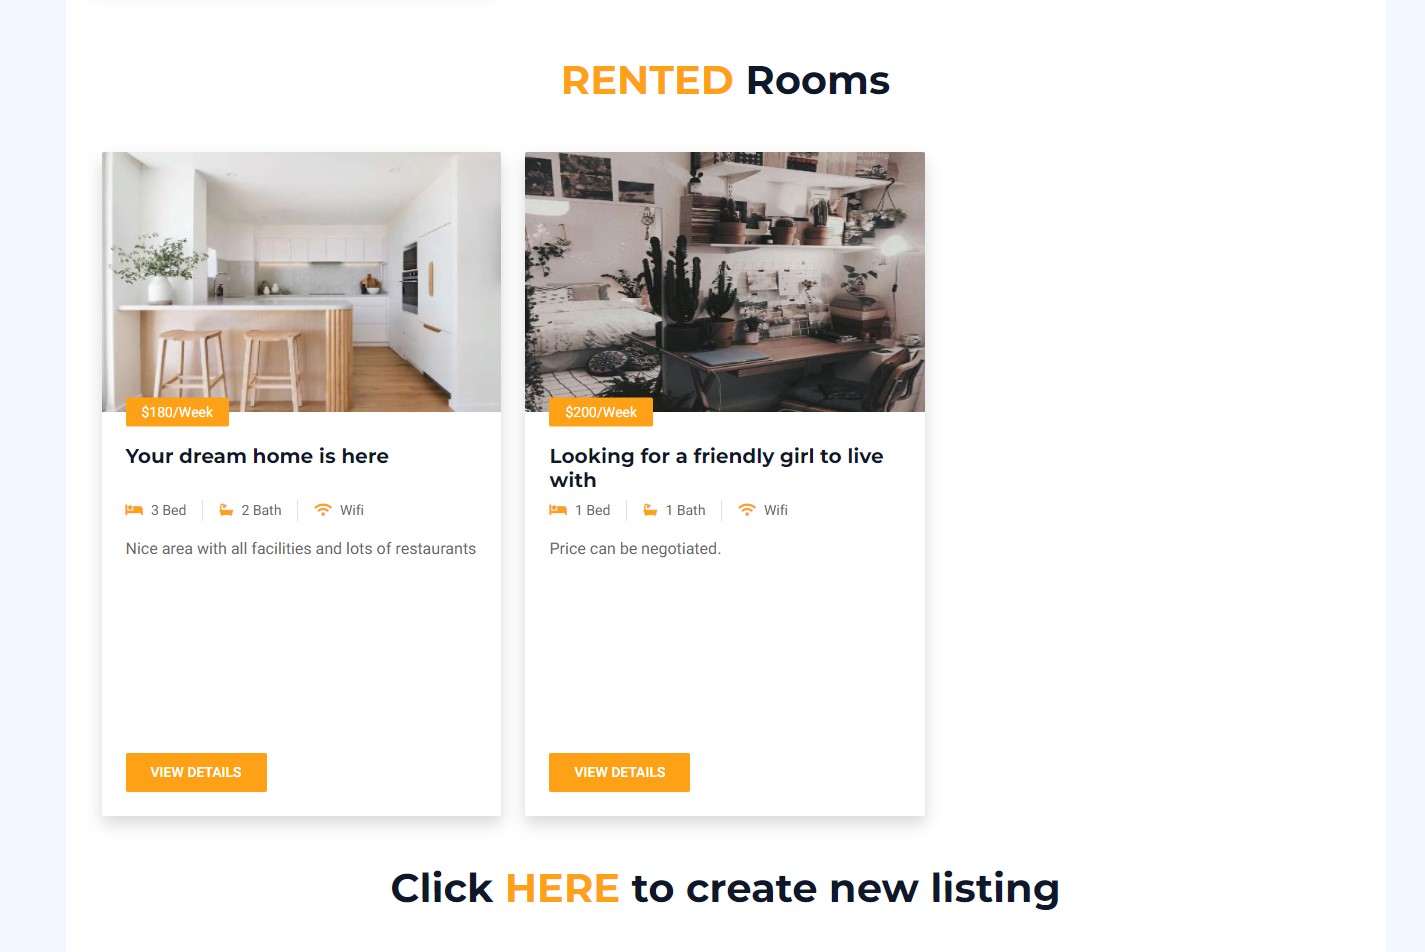 RENTED Rooms
$180/Week
Your dream home is here
3 Bed 2 Bath Wifi
Nice area with all facilities and lots of restaurants
VIEW DETAILS
$200/Week
Looking for a friendly girl to live
with
1 Bed 1 Bath Wifi
Price can be negotiated.
VIEW DETAILS
Click HERE to create new listing